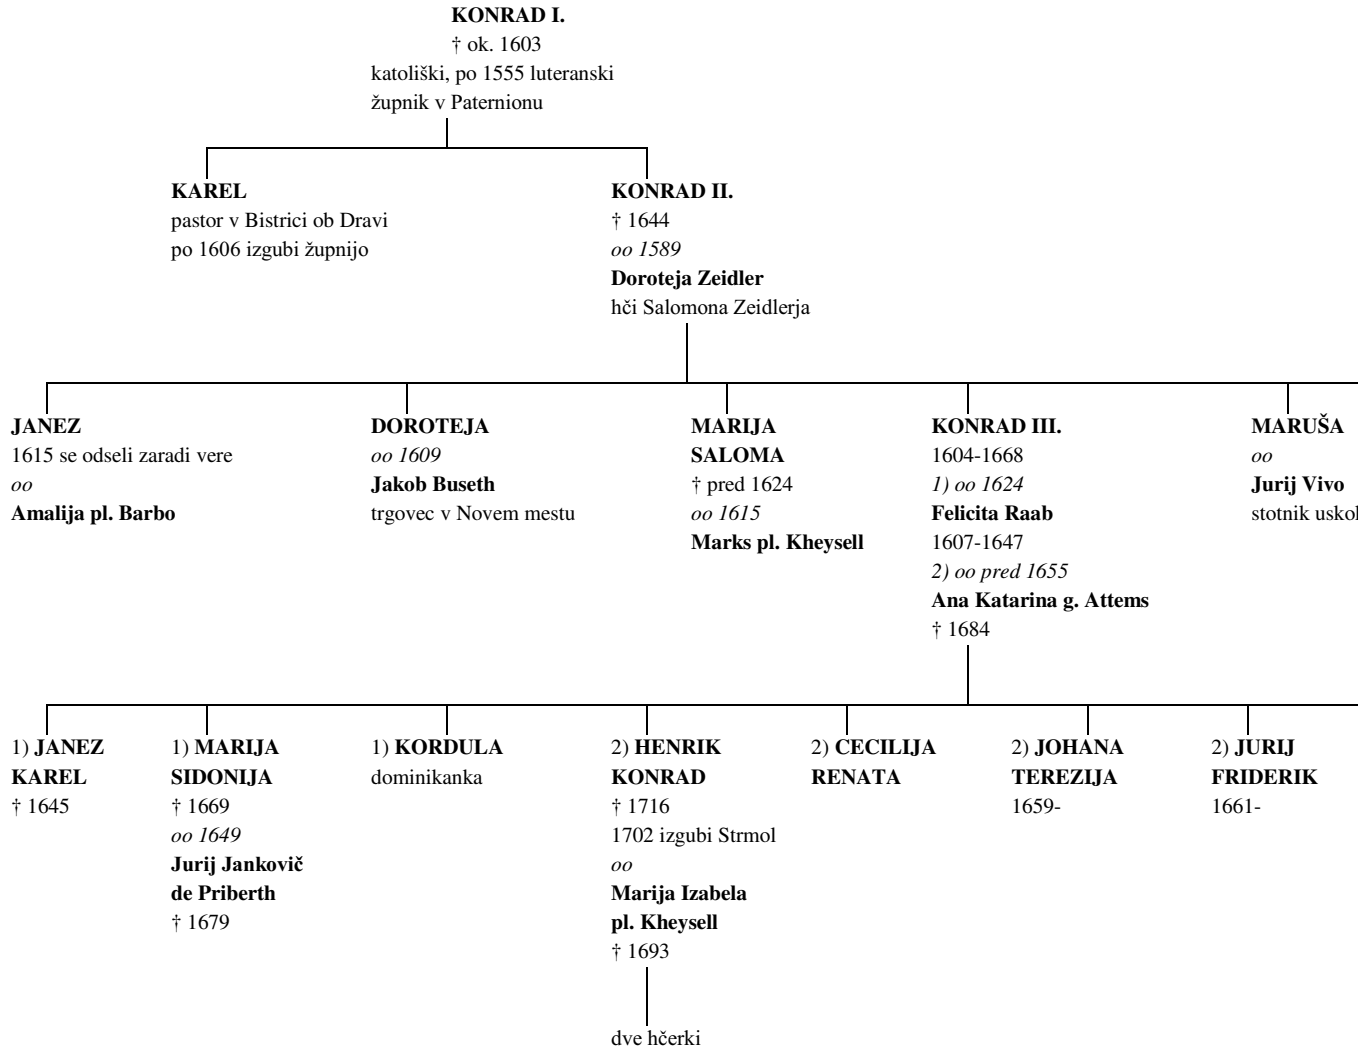 KONRAD I.
† ok. 1603
katoliški, po 1555 luteranski
župnik v Paternionu
KAREL
pastor v Bistrici ob Dravi
po 1606 izgubi župnijo
KONRAD II.
† 1644
oo 1589
Doroteja Zeidler
hči Salomona Zeidlerja
JANEZ
1615 se odseli zaradi vere
oo
Amalija pl. Barbo
DOROTEJA
oo 1609
Jakob Buseth
trgovec v Novem mestu
MARIJA
SALOMA
† pred 1624
oo 1615
Marks pl. Kheysell
KONRAD III.
1604-1668
1) oo 1624
Felicita Raab
1607-1647
2) oo pred 1655
Ana Katarina g. Attems
† 1684
MARUŠA
oo
Jurij Vivo
stotnik
1) JANEZ
KAREL
† 1645
1) MARIJA
SIDONIJA
† 1669
oo 1649
Jurij Jankovič
de Priberth
† 1679
1) KORDULA
dominikanka
2) HENRIK
KONRAD
† 1716
1702 izgubi Strmol
oo
Marija Izabela
pl. Kheysell
† 1693
dve hčerki
2) CECILIJA
RENATA
2) JOHANA
TEREZIJA
1659-
2) JURIJ
FRIDERIK
1661-